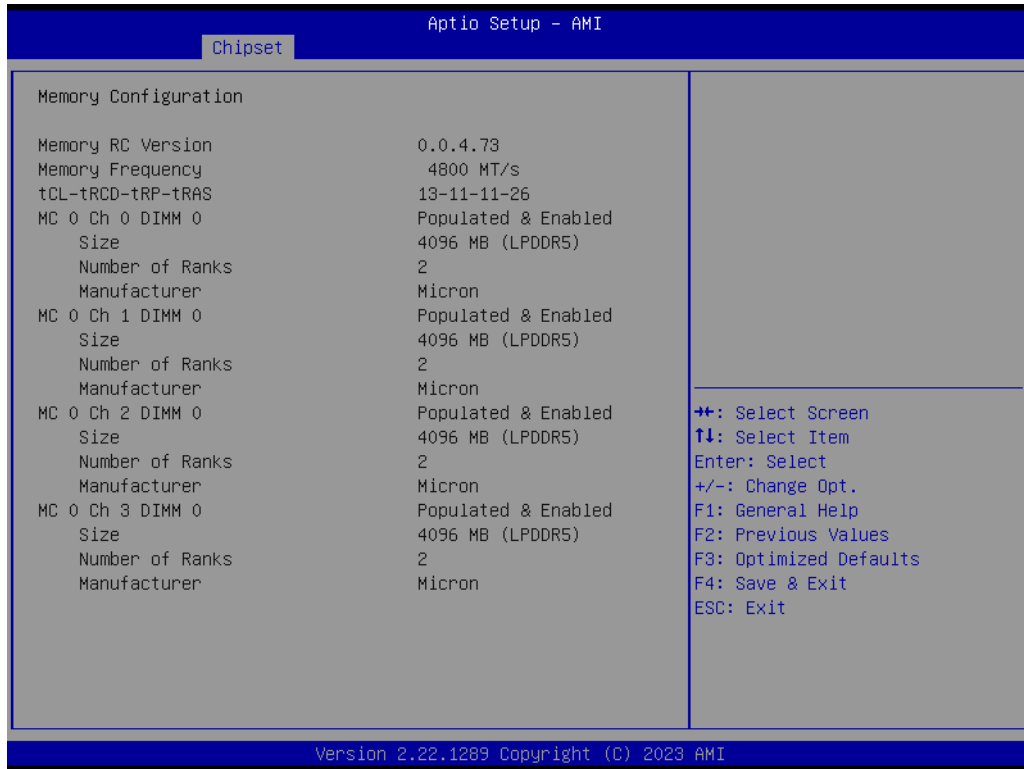 Aptio Setup – AMI
Chipset
Memory Configuration
Memory RC Version 0.0.4.73
Memory Frequency 4800 MT/s
tCL-tRCD-tRP-tRAS 13-11-11-26
MC 0 Ch 0 DIMM 0 Populated & Enabled
Size 4096 MB (LPDDR5)
Number of Ranks 2
Manufacturer Micron
MC 0 Ch 1 DIMM 0 Populated & Enabled
Size 4096 MB (LPDDR5)
Number of Ranks 2
Manufacturer Micron
MC 0 Ch 2 DIMM 0 Populated & Enabled
Size 4096 MB (LPDDR5)
Number of Ranks 2
Manufacturer Micron
MC 0 Ch 3 DIMM 0 Populated & Enabled
Size 4096 MB (LPDDR5)
Number of Ranks 2
Manufacturer Micron
→←: Select Screen
↑↓: Select Item
Enter: Select
+/-: Change Opt.
F1: General Help
F2: Previous Values
F3: Optimized Defaults
F4: Save & Exit
ESC: Exit
Version 2.22.1289 Copyright (C) 2023 AMI